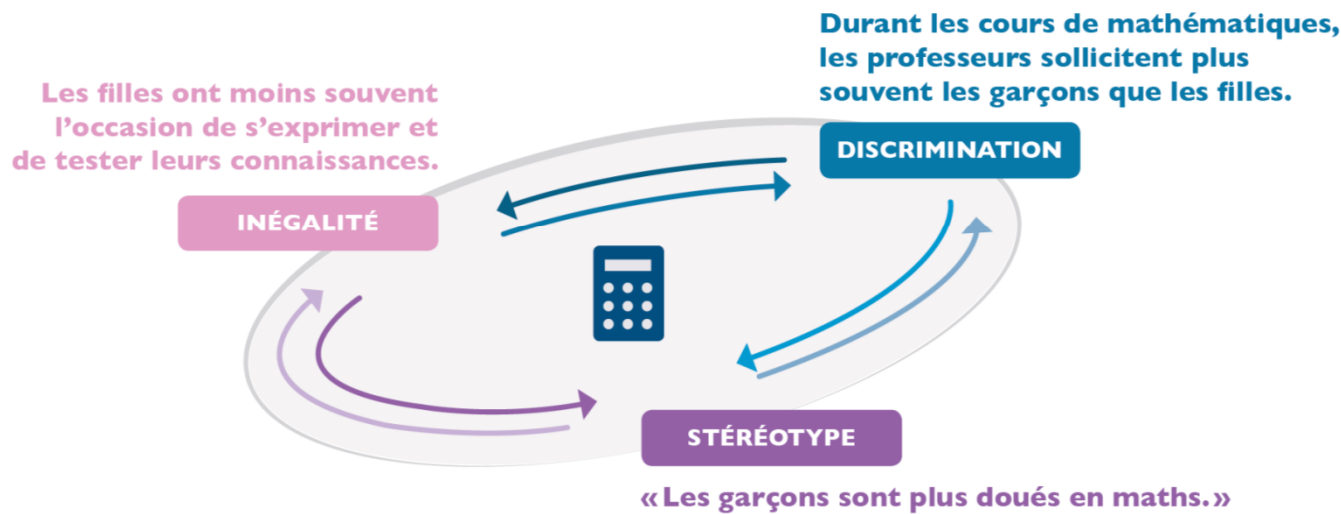 Durant les cours de mathématiques,
les professeurs sollicitent plus
souvent les garçons que les filles.
DISCRIMINATION
Les filles ont moins souvent
l’occasion de s’exprimer et
de tester leurs connaissances.
INÉGALITÉ
STÉRÉOTYPE
«Les garçons sont plus doués en maths.»